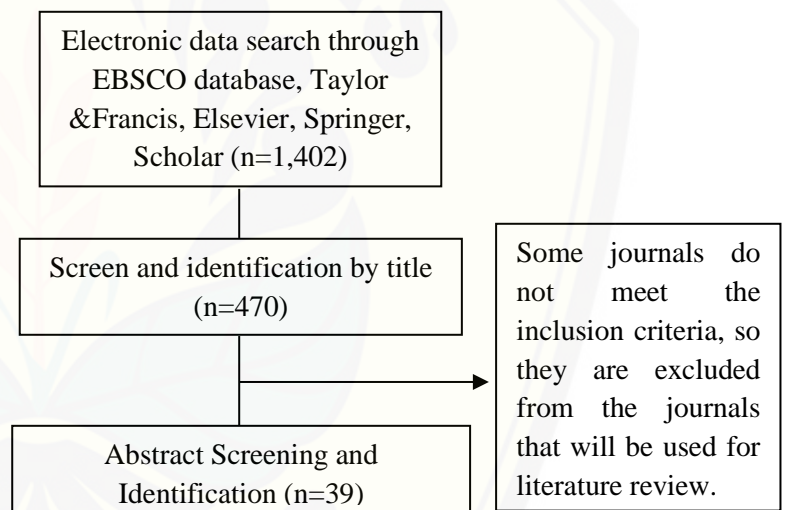 Electronic data search through
EBSCO database, Taylor
&Francis, Elsevier, Springer,
Scholar (n=1,402)
Screen and identification by title
(n=470)
Some journals do
not meet the
inclusion criteria, so
they are excluded
from the journals
that will be used for
literature review.
Abstract Screening and
Identification (n=39)